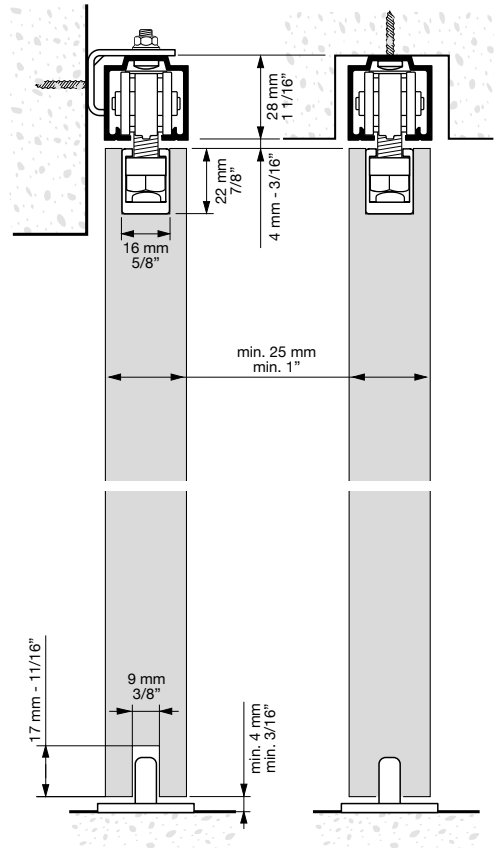 28 mm
1 1/16”
22 mm
7/8”
4 mm - 3/16”
16 mm
5/8”
min. 25 mm
min. 1”
17 mm - 11/16”
9 mm
3/8”
min. 4 mm
min. 3/16”